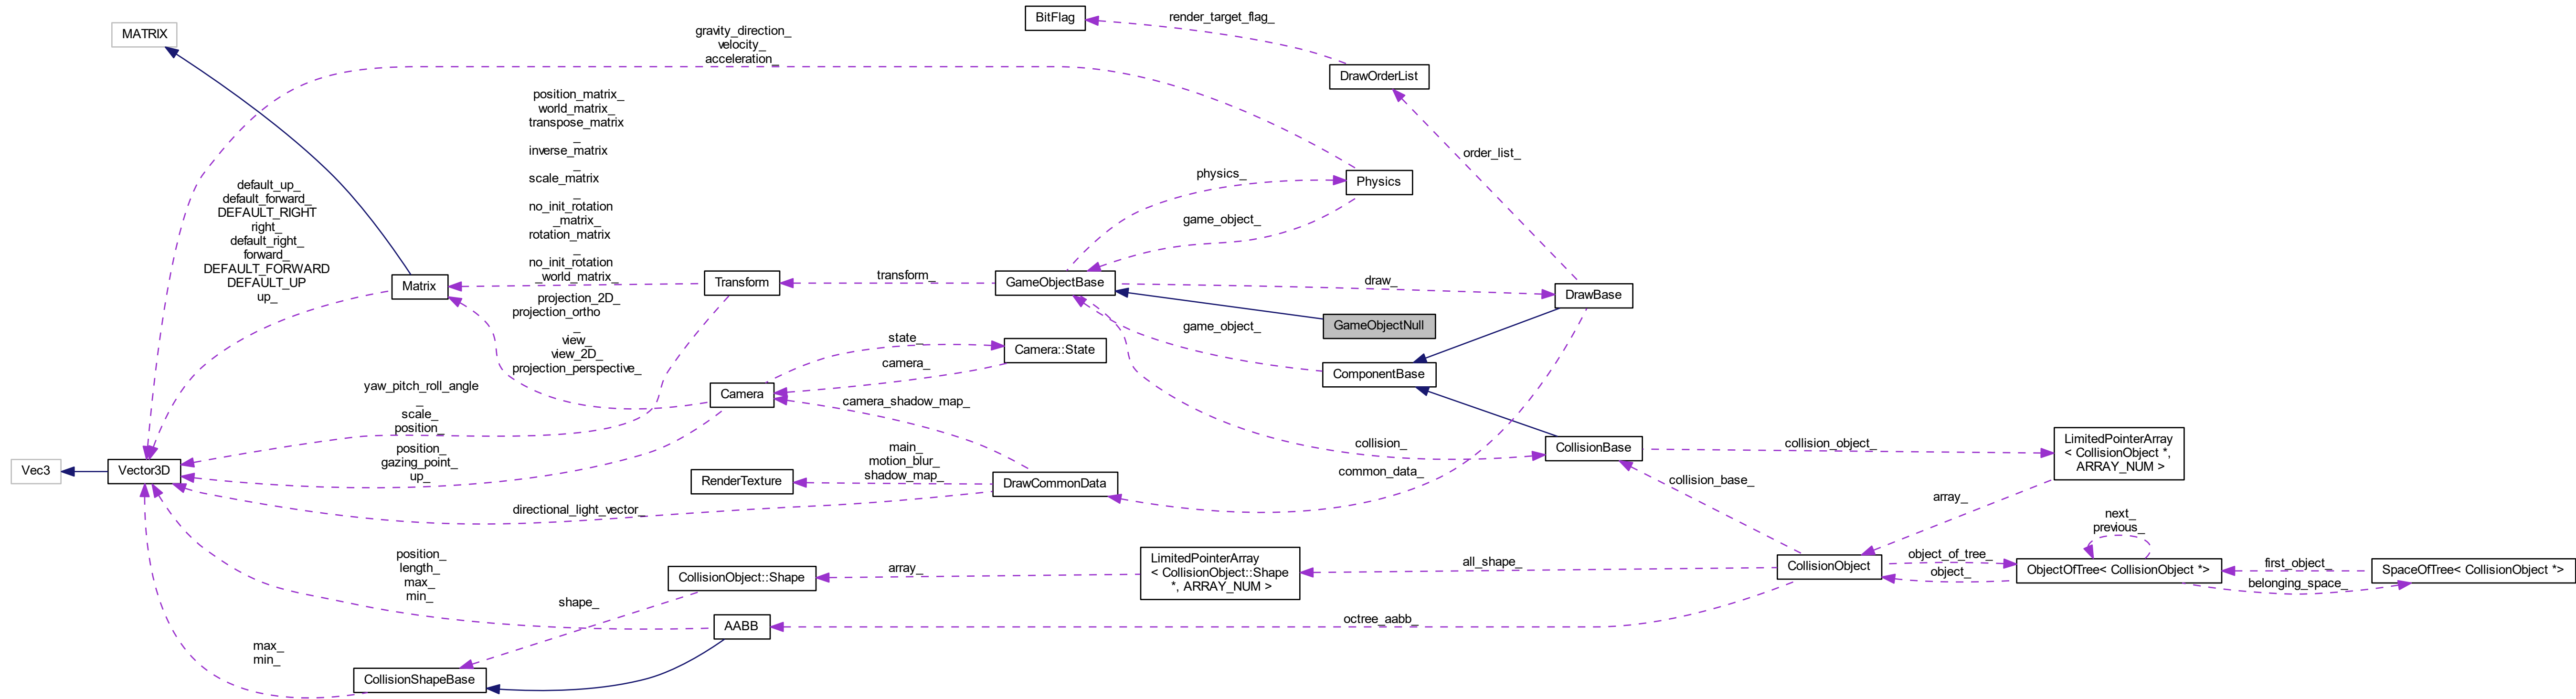 BitFlag
render_target_flag_
MATRIX
gravity_direction_
velocity_
acceleration_
DrawOrderList
position_matrix_
world_matrix_
transpose_matrix
_
inverse_matrix
_
scale_matrix
_
no_init_rotation
_matrix_
rotation_matrix
_
no_init_rotation
_world_matrix_
order_list_
physics_
Physics
game_object_
default_up_
default_forward_
DEFAULT_RIGHT
right_
default_right_
forward_
DEFAULT_FORWARD
DEFAULT_UP
up_
Matrix
Transform
transform_
GameObjectBase
draw_
DrawBase
projection_2D_
projection_ortho
_
view_
view_2D_
projection_perspective_
game_object_
GameObjectNull
state_
Camera::State
camera_
ComponentBase
yaw_pitch_roll_angle
_
scale_
position_
Camera
camera_shadow_map_
Vec3
Vector3D
position_
gazing_point_
up_
RenderTexture
main_
motion_blur_
shadow_map_
DrawCommonData
collision_
common_data_
CollisionBase
collision_object_
LimitedPointerArray
< CollisionObject *,
ARRAY_NUM >
collision_base_
array_
directional_light_vector_
next_
previous_
position_
length_
max_
min_
CollisionObject::Shape
array_
LimitedPointerArray
< CollisionObject::Shape
*, ARRAY_NUM >
all_shape_
CollisionObject
object_of_tree_
object_
ObjectOfTree< CollisionObject *>
first_object_
belonging_space_
SpaceOfTree< CollisionObject *>
shape_
AABB
octree_aabb_
max_
min_
CollisionShapeBase